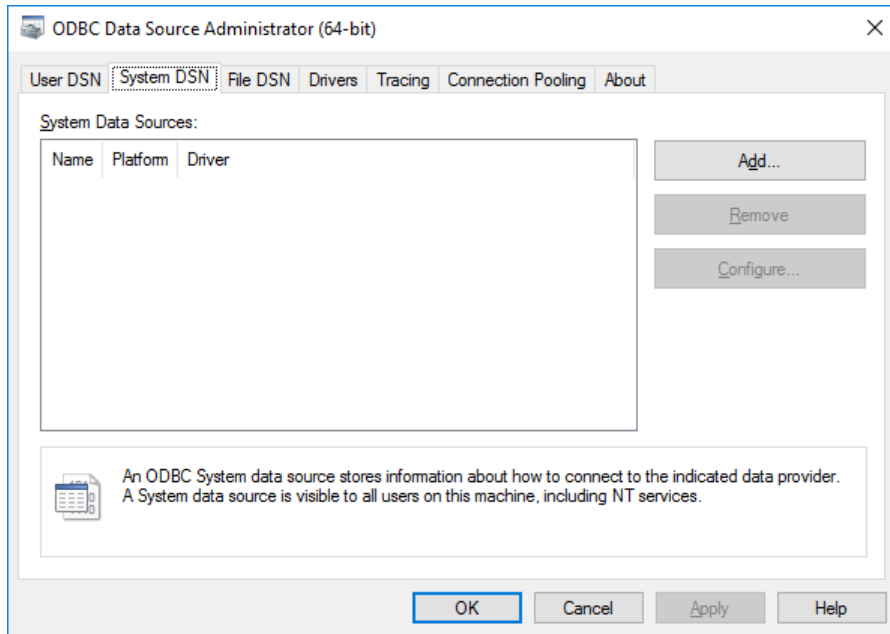 ODBC Data Source Administrator (64-bit)
User DSN System DSN File DSN Drivers Tracing Connection Pooling About
System Data Sources:
Name Platform Driver
Add...
Remove
Configure...
An ODBC System data source stores information about how to connect to the indicated data provider.
A System data source is visible to all users on this machine, including NT services.
OK Cancel Apply Help